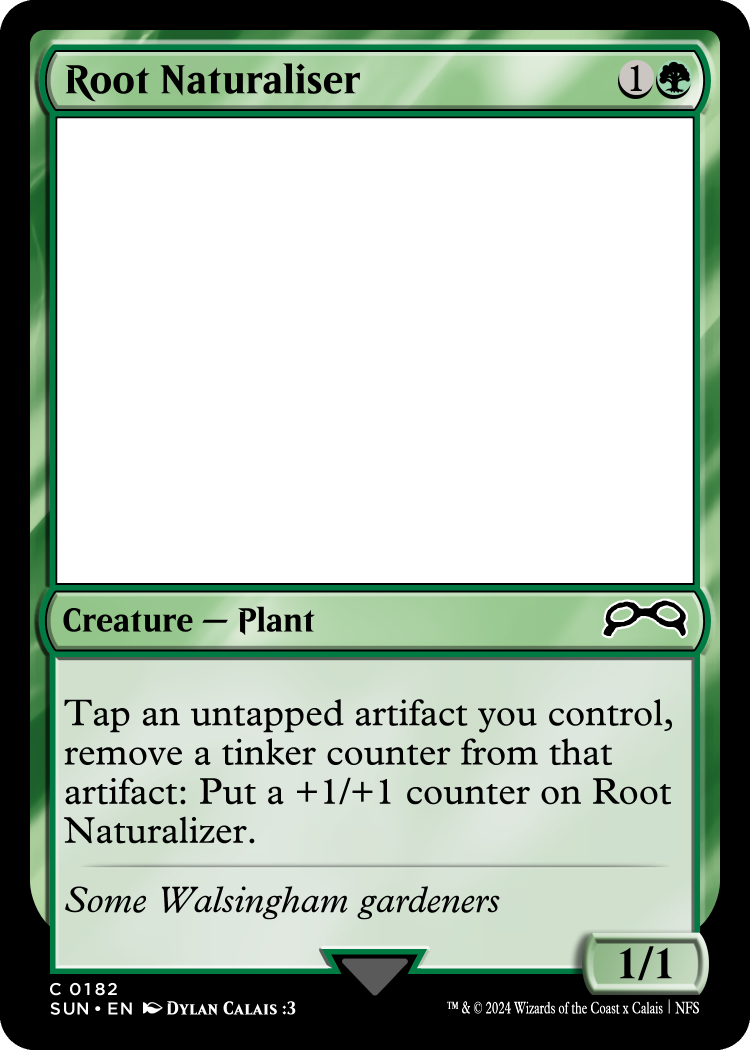 Root Naturaliser 1
Creature — Plant
Tap an untapped artifact you control,
remove a tinker counter from that
artifact: Put a +1/+1 counter on Root
Naturalizer.
Some Walsingham gardeners
1/1
C 0182
SUN • EN Dylan Calais :3
™ & © 2024 Wizards of the Coast x Calais | NFS